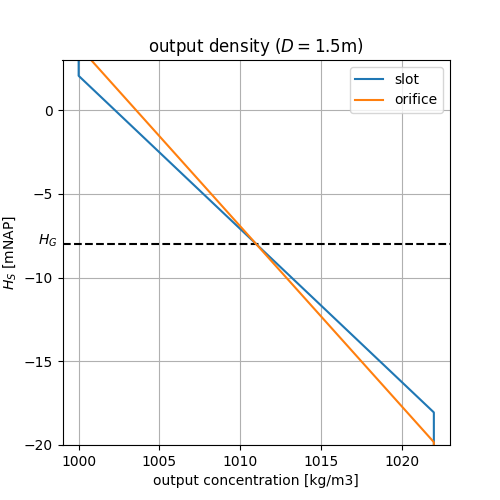 output density (D = 1.5m)
slot
orifice
0
−5
H_G
−10
−15
−20
H_S [mNAP]
1000 1005 1010 1015 1020
output concentration [kg/m3]